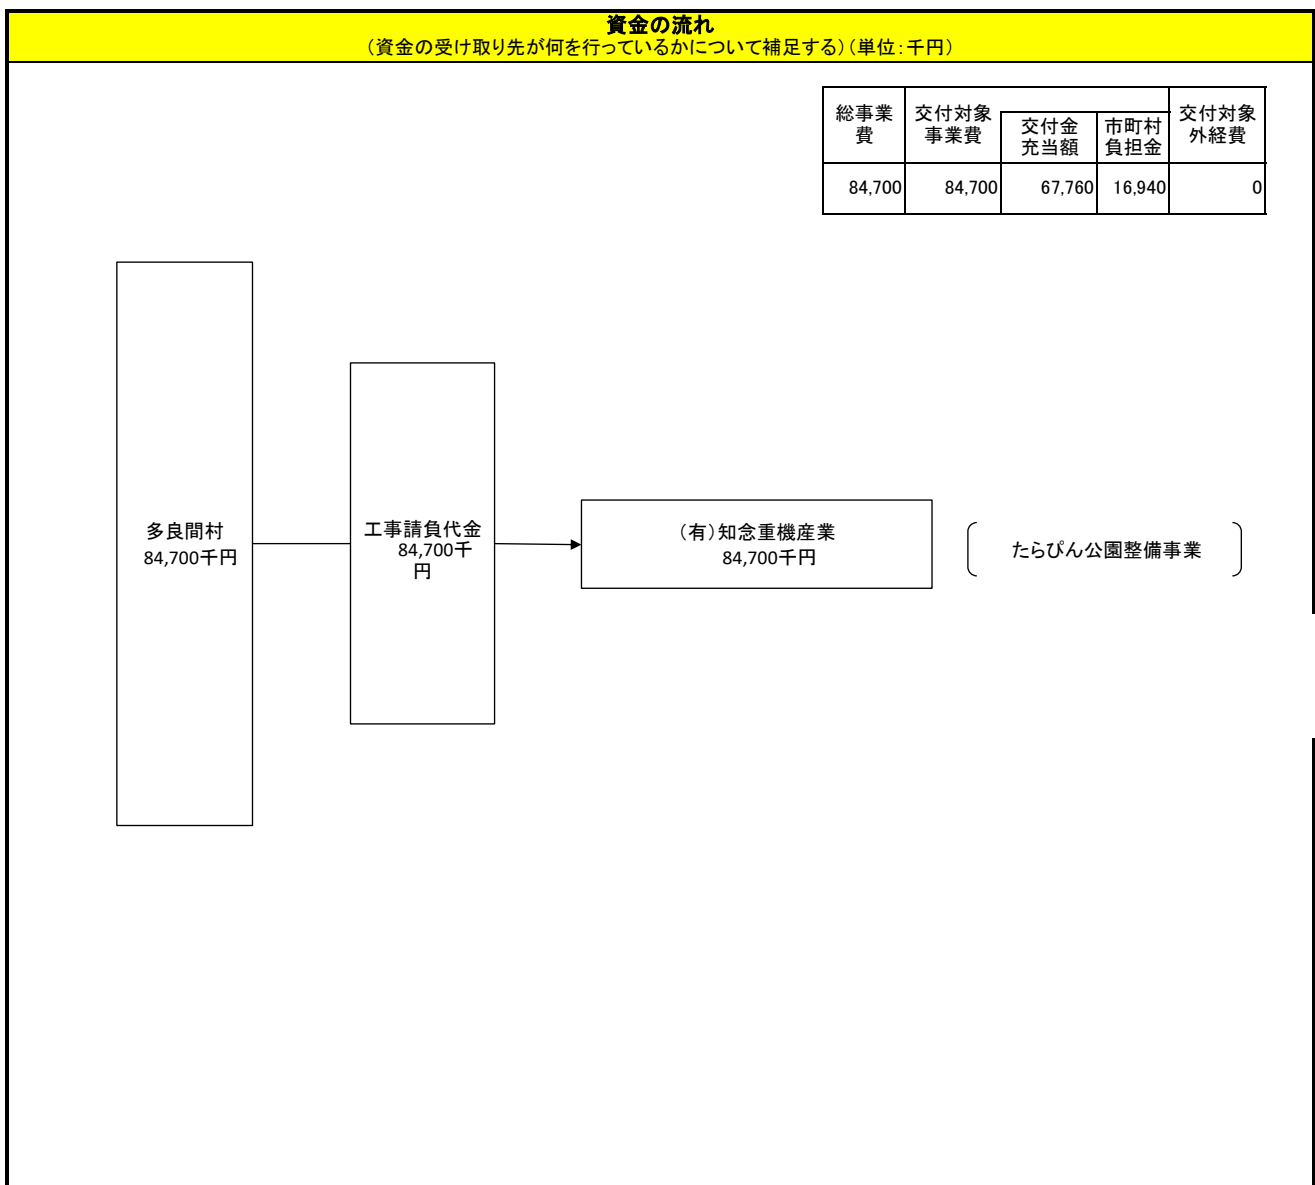 資金の流れ
（資金の受け取り先が何を行っているかについて補足する）（単位：千円）
総事業
費
交付対象
事業費
交付金
充当額
市町村
負担金
交付対象
外経費
84,700 84,700 67,760 16,940 0
多良間村
84,700千円
工事請負代金
84,700千
円
（有）知念重機産業
84,700千円
たらぴん公園整備事業